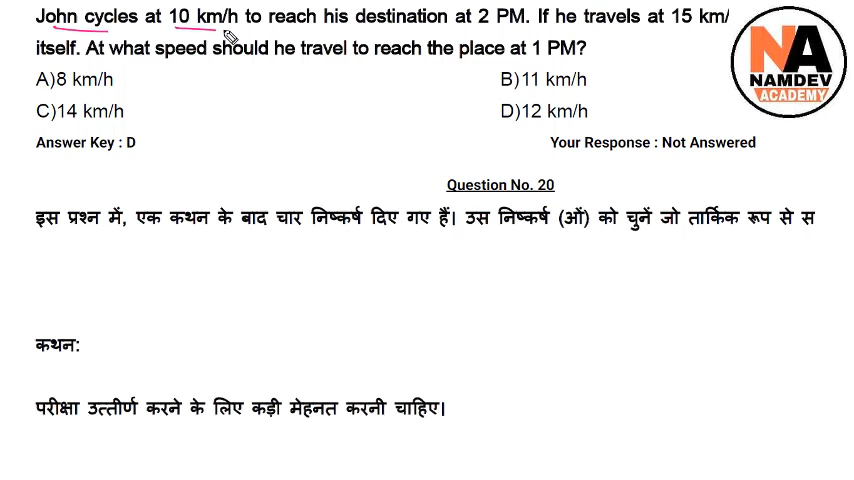 John cycles at 10 km/h to reach his destination at 2 PM. If he travels at 15 km/
itself. At what speed should he travel to reach the place at 1 PM?
A)8 km/h B)11 km/h
C)14 km/h D)12 km/h
NA
NAMDEV
ACADEMY
Answer Key : D Your Response : Not Answered
Question No. 20
इस प्रश्न में, एक कथन के बाद चार निष्कर्ष दिए गए हैं। उस निष्कर्ष (ओं) को चुनें जो तार्किक रूप से स
कथन:
परीक्षा उत्तीर्ण करने के लिए कड़ी मेहनत करनी चाहिए।